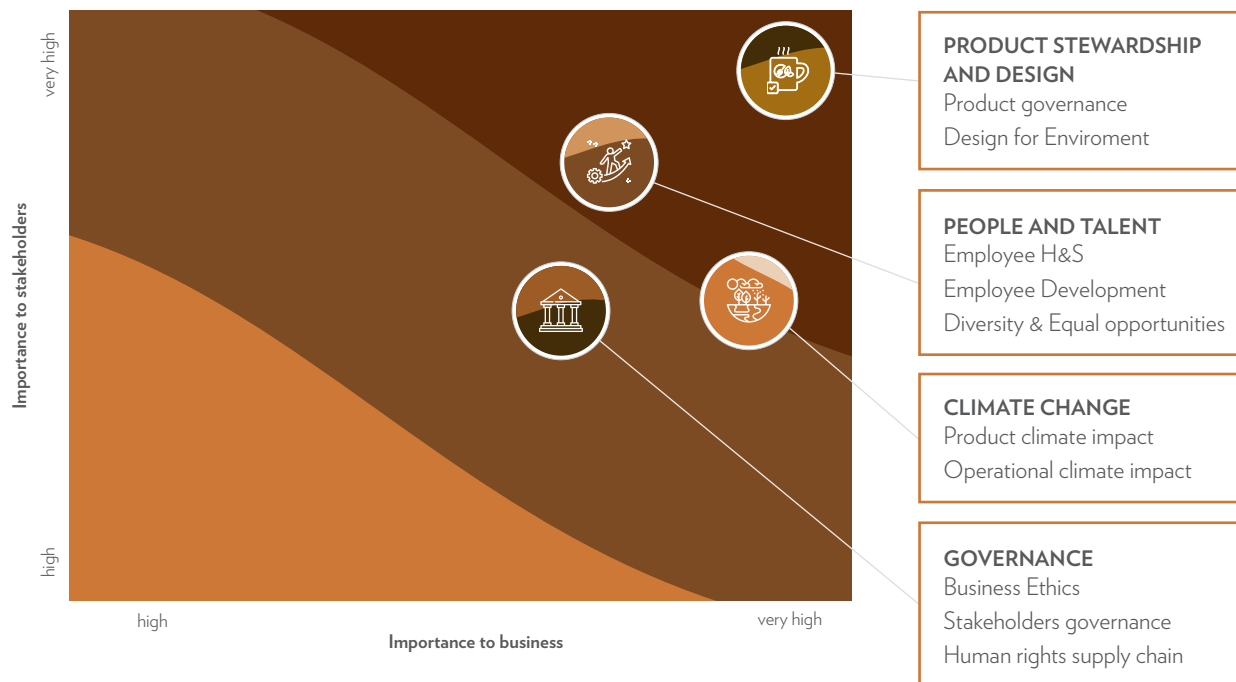 very high
Importance to stakeholders
high
high
very high
Importance to business
PRODUCT STEWARDSHIP
AND DESIGN
Product governance
Design for Enviroment
PEOPLE AND TALENT
Employee H&S
Employee Development
Diversity & Equal opportunities
CLIMATE CHANGE
Product climate impact
Operational climate impact
GOVERNANCE
Business Ethics
Stakeholders governance
Human rights supply chain